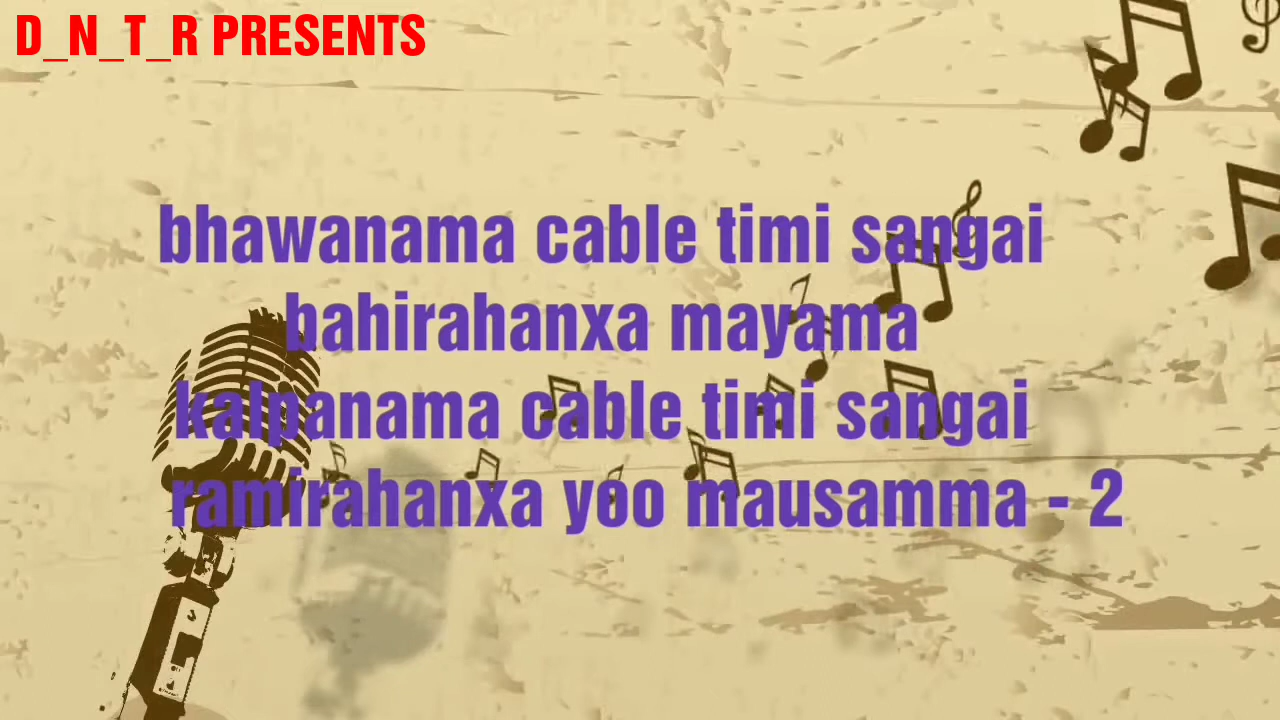 D_N_T_R PRESENTS
bhawanama cable timi sangai
bahirahanxa mayama
kalpanama cable timi sangai
ramirahanxa yoo mausamma - 2